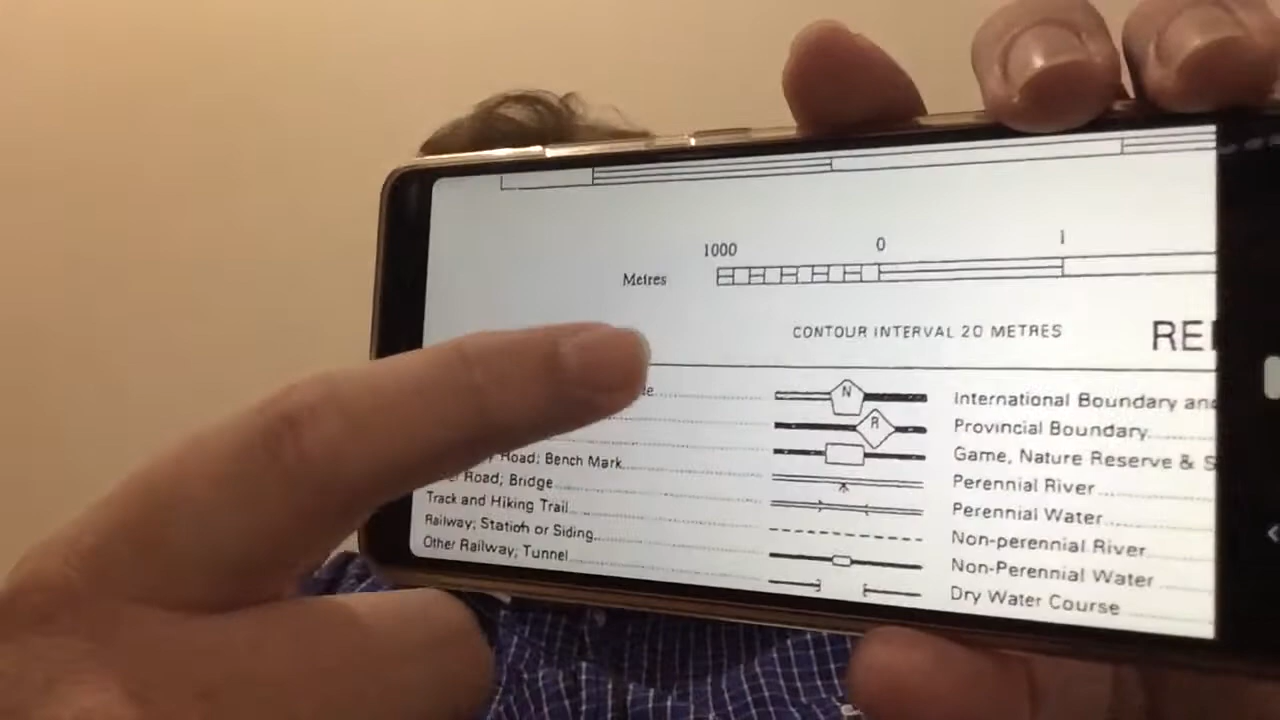 1000 0 1
Metres
CONTOUR INTERVAL 20 METRES
N International Boundary and
R Provincial Boundary
Road; Bench Mark Game, Nature Reserve & S
Road; Bridge Perennial River
Track and Hiking Trail Perennial Water
Railway; Station or Siding Non-perennial River
Other Railway; Tunnel Non-Perennial Water
Dry Water Course